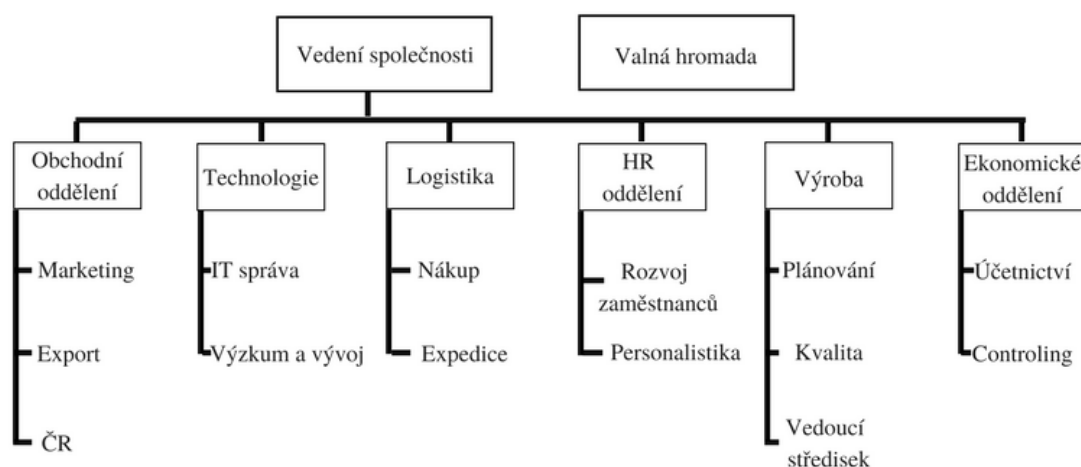 Vedení společnosti
Valná hromada
Obchodní
oddělení
Technologie
Logistika
HR
oddělení
Výroba
Ekonomické
oddělení
Marketing
IT správa
Nákup
Rozvoj
zaměstnanců
Plánování
Účetnictví
Export
Výzkum a vývoj
Expedice
Personalistika
Kvalita
Controling
ČR
Vedoucí
středisek